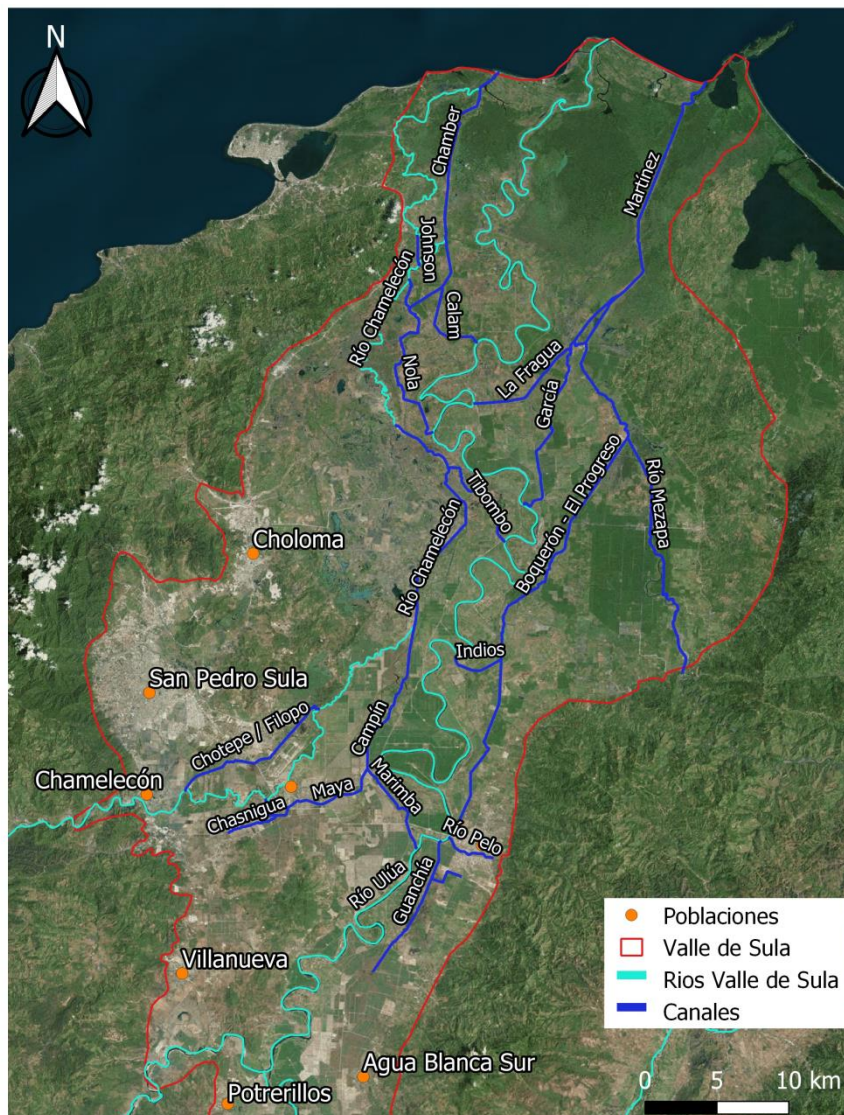 N
Chamber
Martínez
Johnson
Río Chamelecón
Calam
Nola
La Fragua
García
Tibombo
Boquerón - El Progreso
Río Mezapa
Choloma
Río Chamelecón
Indios
San Pedro Sula
Chotepe / Filopo
Campín
Chamelecón
Marimba
Maya
Chasnigua
Río Pelo
Río Ulúa
Guanchía
Villanueva
Agua Blanca Sur
Potrerillos
Poblaciones
Valle de Sula
Rios Valle de Sula
Canales
0 5 10 km